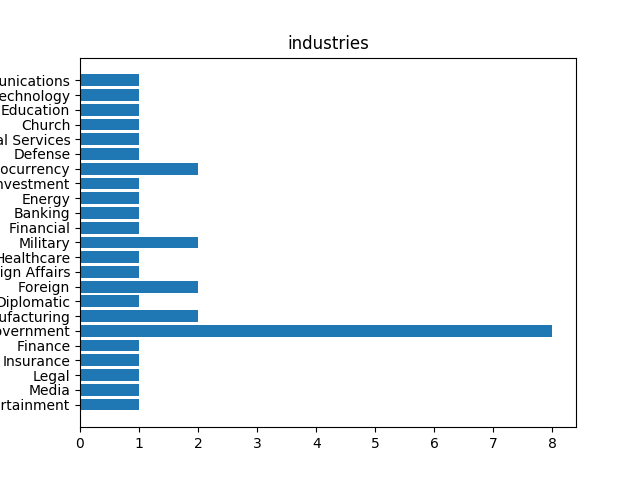 industries
unications
echnology
Education
Church
al Services
Defense
ocurrency
nvestment
Energy
Banking
Financial
Military
Healthcare
ign Affairs
Foreign
Diplomatic
ufacturing
overnment
Finance
Insurance
Legal
Media
rtainment
0 1 2 3 4 5 6 7 8